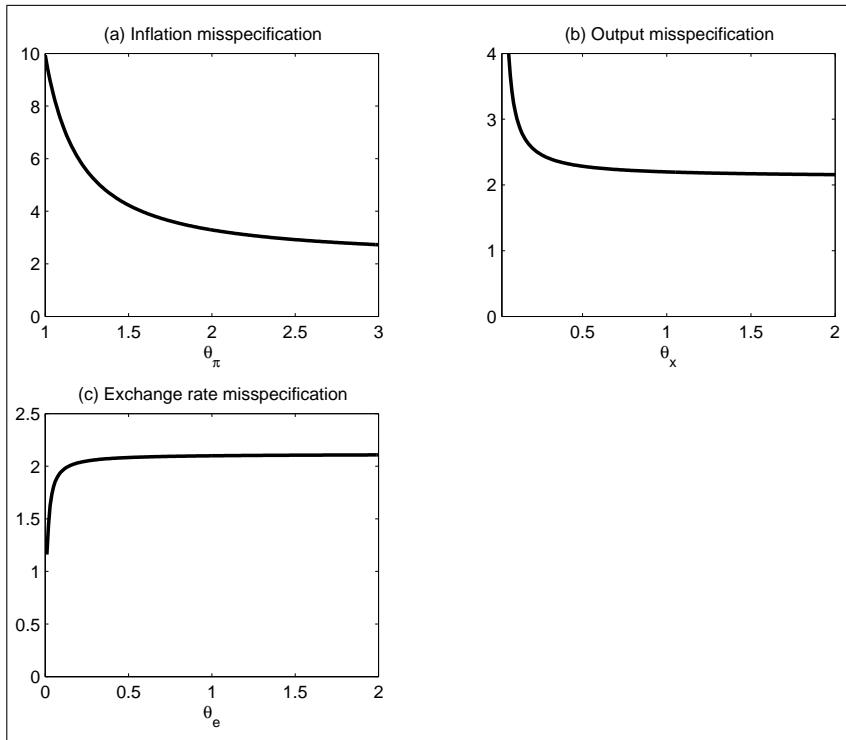 (a) Inflation misspecification
10
8
6
4
2
0
1 1.5 2 2.5 3
θπ
(b) Output misspecification
4
3
2
1
0
0.5 1 1.5 2
θx
(c) Exchange rate misspecification
2.5
2
1.5
1
0.5
0
0 0.5 1 1.5 2
θe